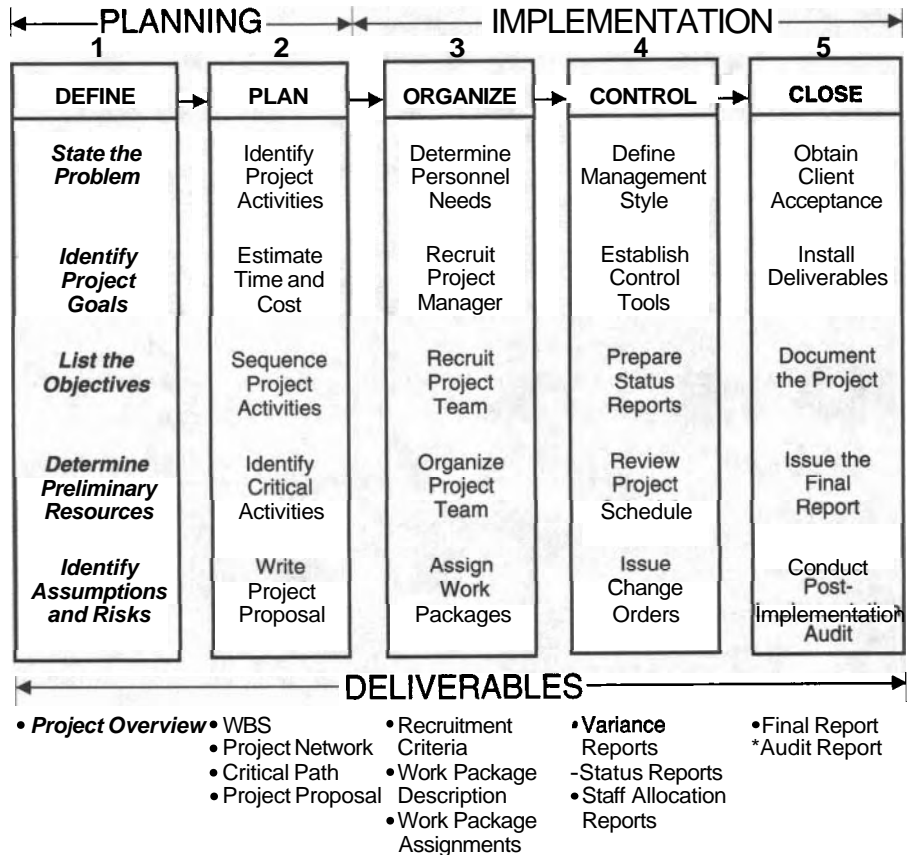 PLANNING IMPLEMENTATION
1 2 3 4 5
DEFINE PLAN ORGANIZE CONTROL CLOSE
State the
Problem
Identify
Project
Goals
List the
Objectives
Determine
Preliminary
Resources
Identify
Assumptions
and Risks
Identify
Project
Activities
Estimate
Time and
Cost
Sequence
Project
Activities
Identify
Critical
Activities
Write
Project
Proposal
Determine
Personnel
Needs
Recruit
Project
Manager
Recruit
Project
Team
Organize
Project
Team
Assign
Work
Packages
Define
Management
Style
Establish
Control
Tools
Prepare
Status
Reports
Review
Project
Schedule
Issue
Change
Orders
Obtain
Client
Acceptance
Install
Deliverables
Document
the Project
Issue the
Final
Report
Conduct
Post-
Implementation
Audit
DELIVERABLES
• Project Overview
• WBS
• Project Network
• Critical Path
• Project Proposal
• Recruitment
Criteria
• Work Package
Description
• Work Package
Assignments
• Variance
Reports
-Status Reports
• Staff Allocation
Reports
• Final Report
*Audit Report